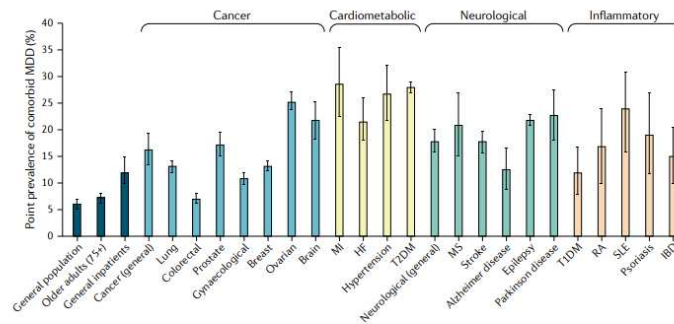 Cancer
Cardiometabolic
Neurological
Inflammatory
Point prevalence of comorbid MDD (%)
40
35
30
25
20
15
10
5
0
General population
Older adults (75+)
General inpatients
Cancer (general)
Lung
Colorectal
Prostate
Gynaecological
Breast
Ovarian
Brain
MI
HF
Hypertension
T2DM
Neurological (general)
MS
Stroke
Alzheimer disease
Epilepsy
Parkinson disease
T1DM
RA
SLE
Psoriasis
IBD